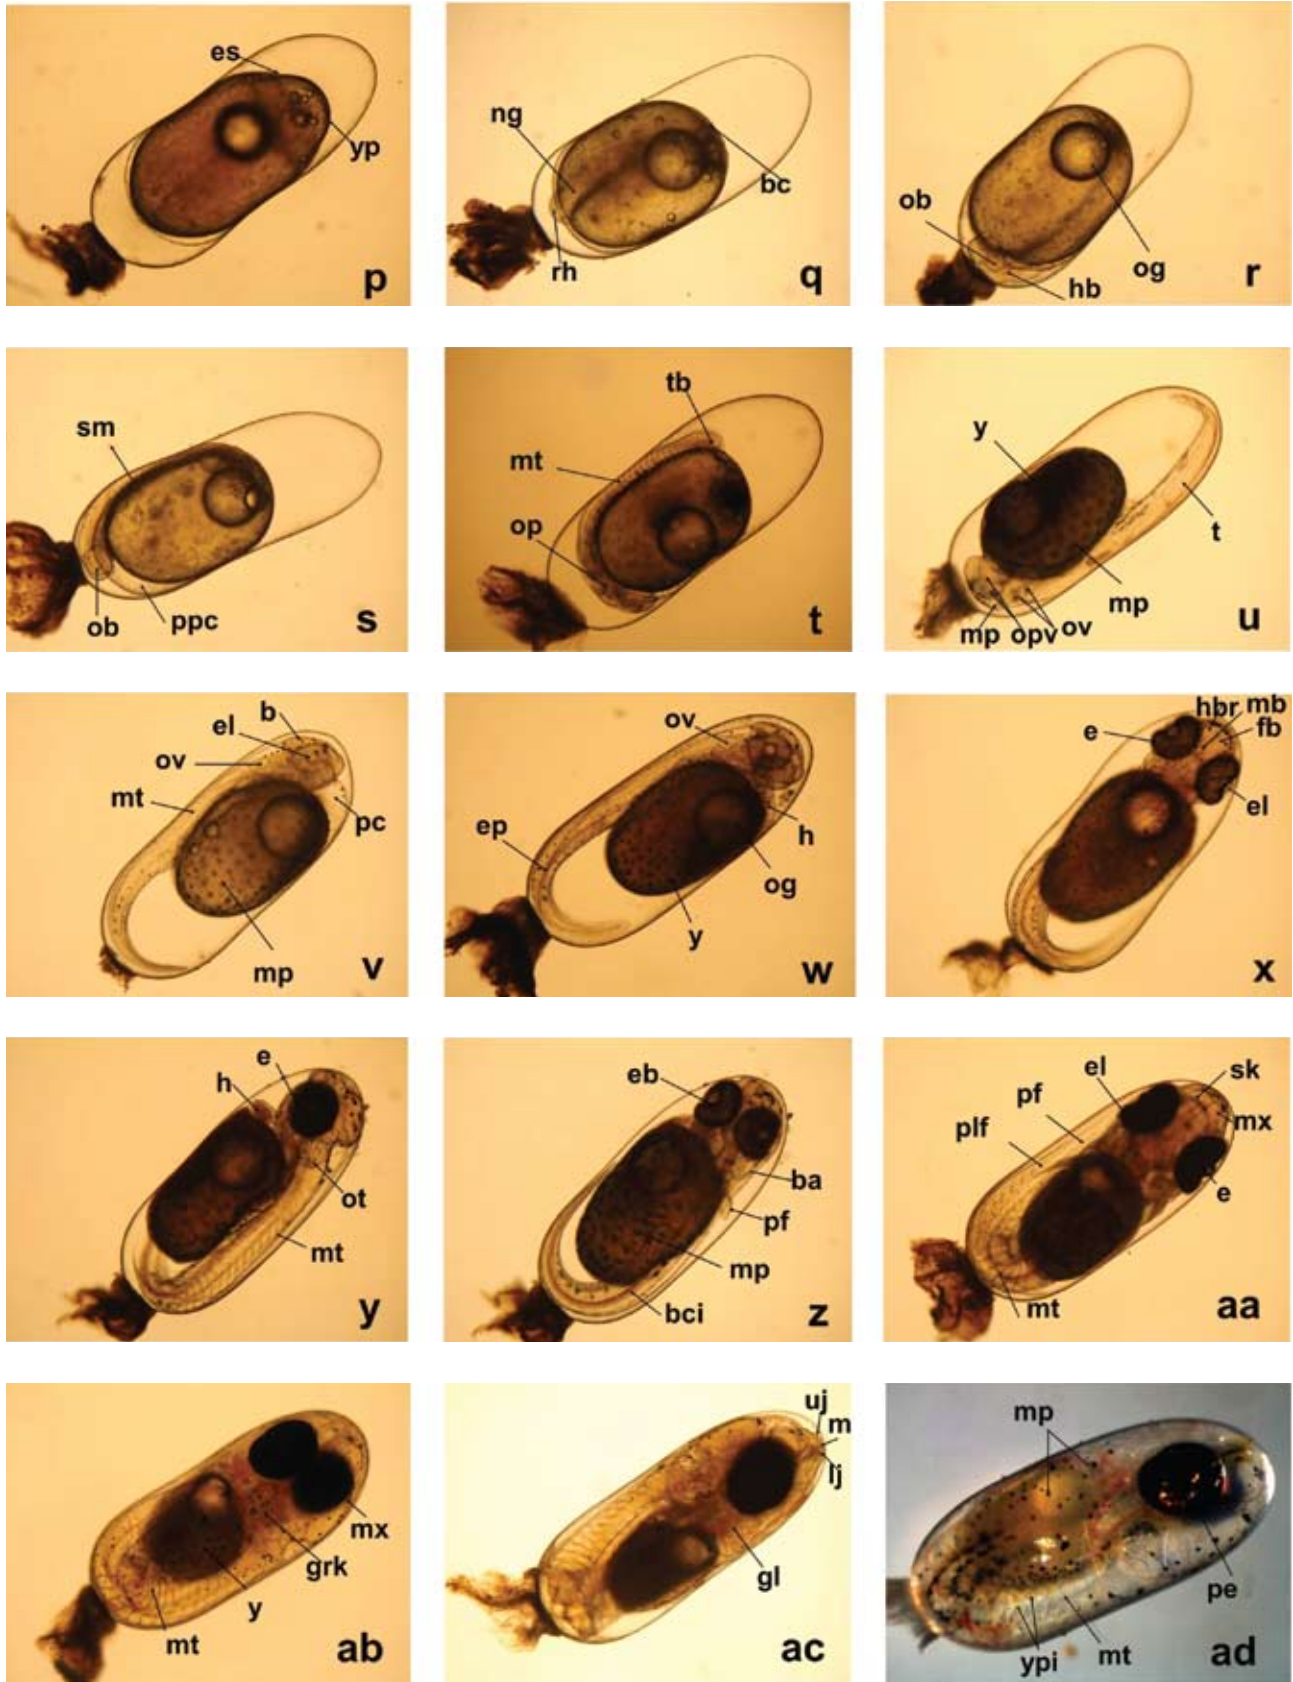 es
yp
p
ng
bc
rh
q
ob
og
hb
r
sm
ob
ppc
s
tb
mt
op
t
y
t
mp
mp
opv
ov
u
b
el
ov
mt
pc
mp
v
ov
ep
h
og
y
w
hbr
mb
e
fb
el
x
e
h
ot
mt
y
eb
ba
pf
mp
bci
z
el
sk
pf
mx
plf
e
mt
aa
mx
grk
y
mt
ab
uj
m
lj
gl
ac
mp
pe
mt
ypi
ad